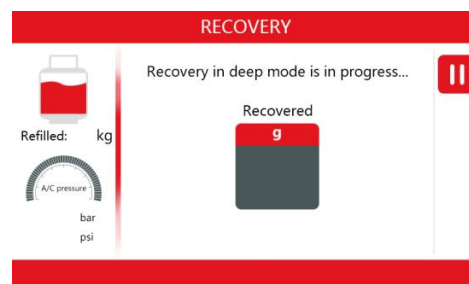 RECOVERY
Recovery in deep mode is in progress...
Recovered
g
Refilled: kg
A/C pressure
bar
psi